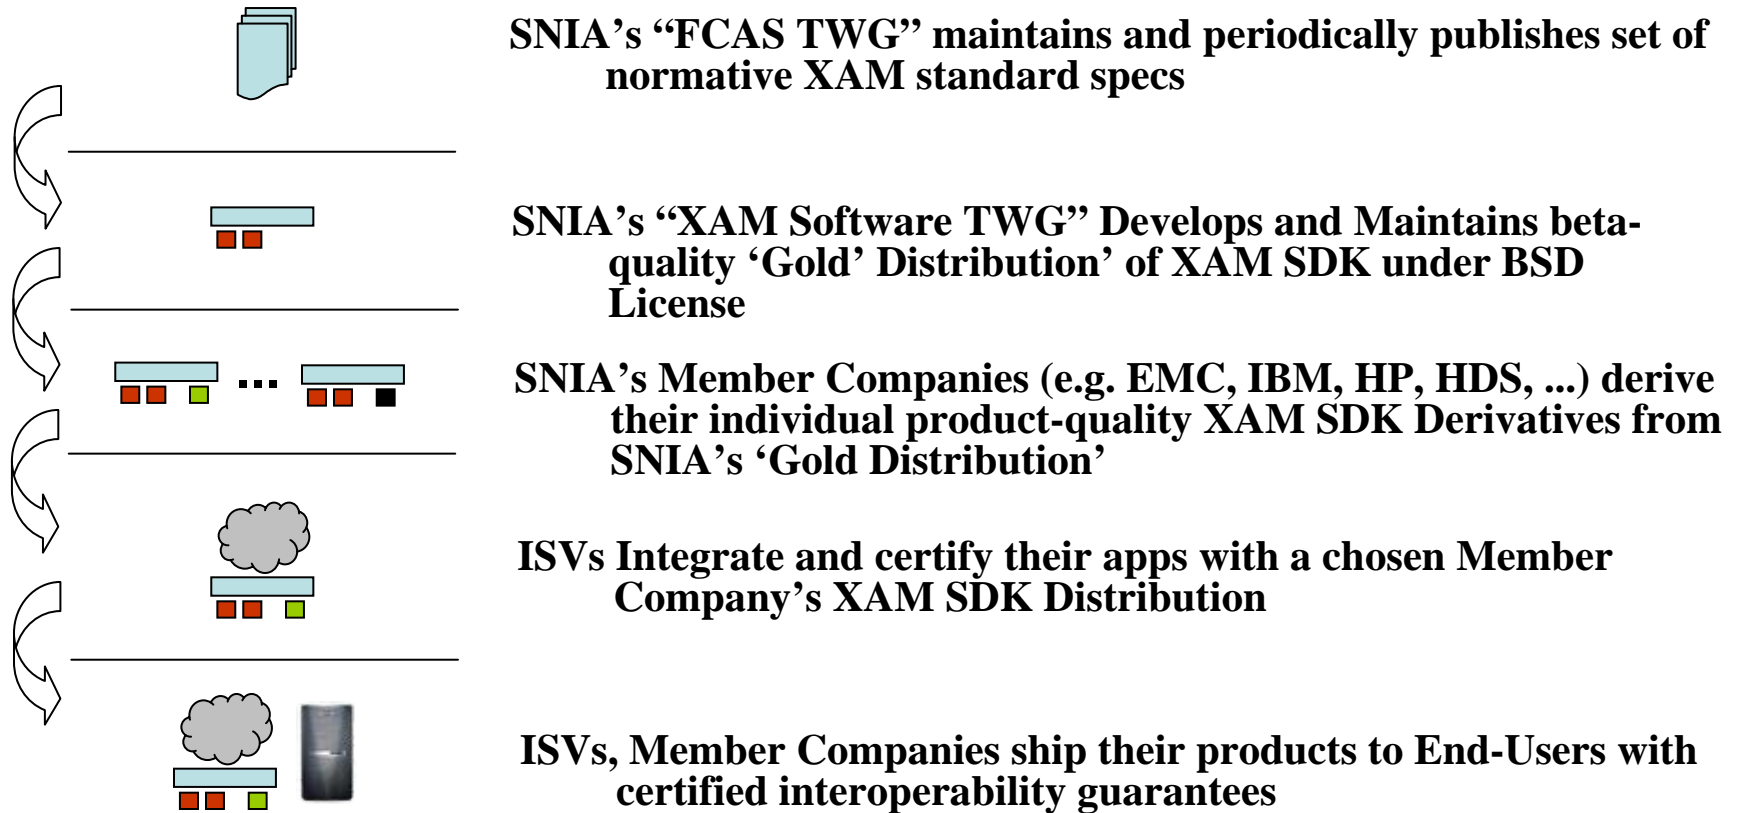 SNIA’s “FCAS TWG” maintains and periodically publishes set of
normative XAM standard specs
SNIA’s “XAM Software TWG” Develops and Maintains beta-
quality ‘Gold’ Distribution’ of XAM SDK under BSD
License
SNIA’s Member Companies (e.g. EMC, IBM, HP, HDS, ...) derive
their individual product-quality XAM SDK Derivatives from
SNIA’s ‘Gold Distribution’
ISVs Integrate and certify their apps with a chosen Member
Company’s XAM SDK Distribution
ISVs, Member Companies ship their products to End-Users with
certified interoperability guarantees